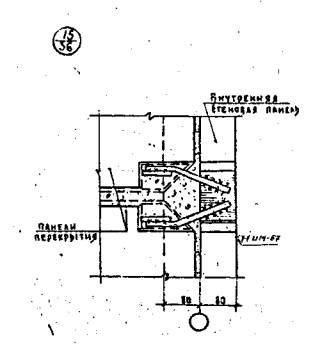 15
36
Внутренняя
стеновая панель
Панели
перекрытия
80
80